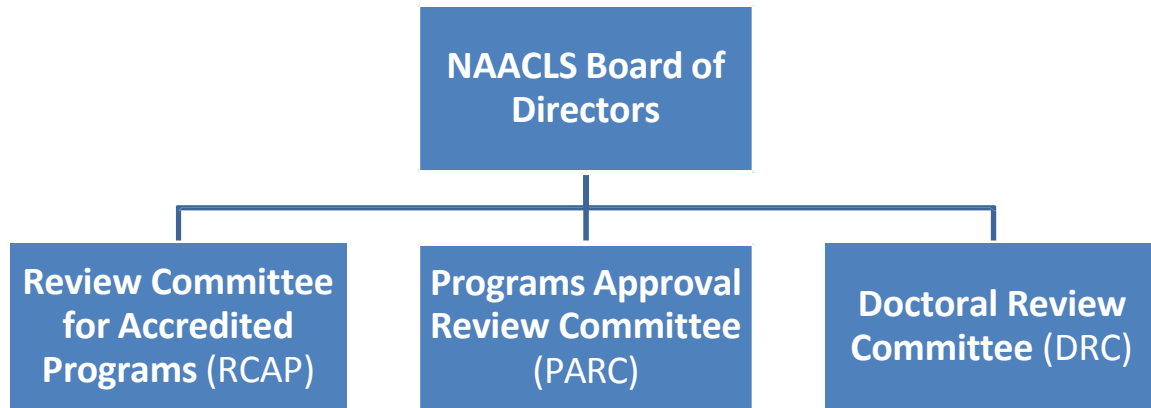 NAACLS Board of
Directors
Review Committee
for Accredited
Programs (RCAP)
Programs Approval
Review Committee
(PARC)
Doctoral Review
Committee (DRC)